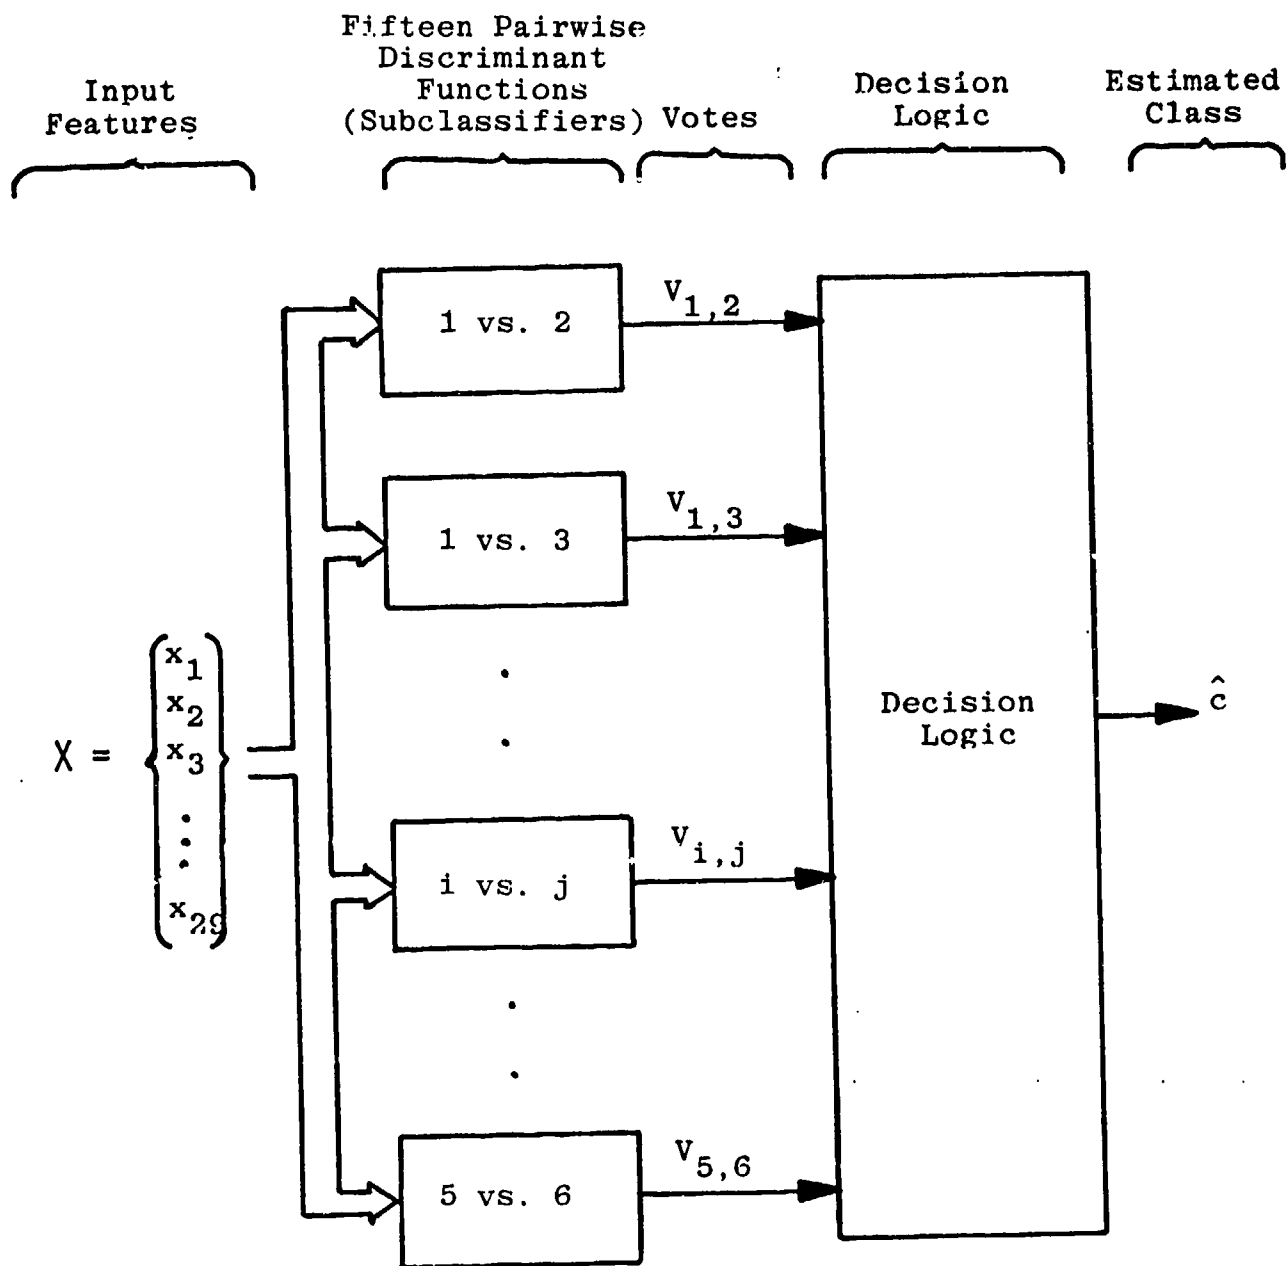 Fifteen Pairwise
Discriminant
Functions
(Subclassifiers)
Input
Features
Votes
Decision
Logic
Estimated
Class
1 vs. 2
V1,2
1 vs. 3
V1,3
X =
x1
x2
x3
x29
i vs. j
Vi,j
5 vs. 6
V5,6
Decision
Logic
ĉ